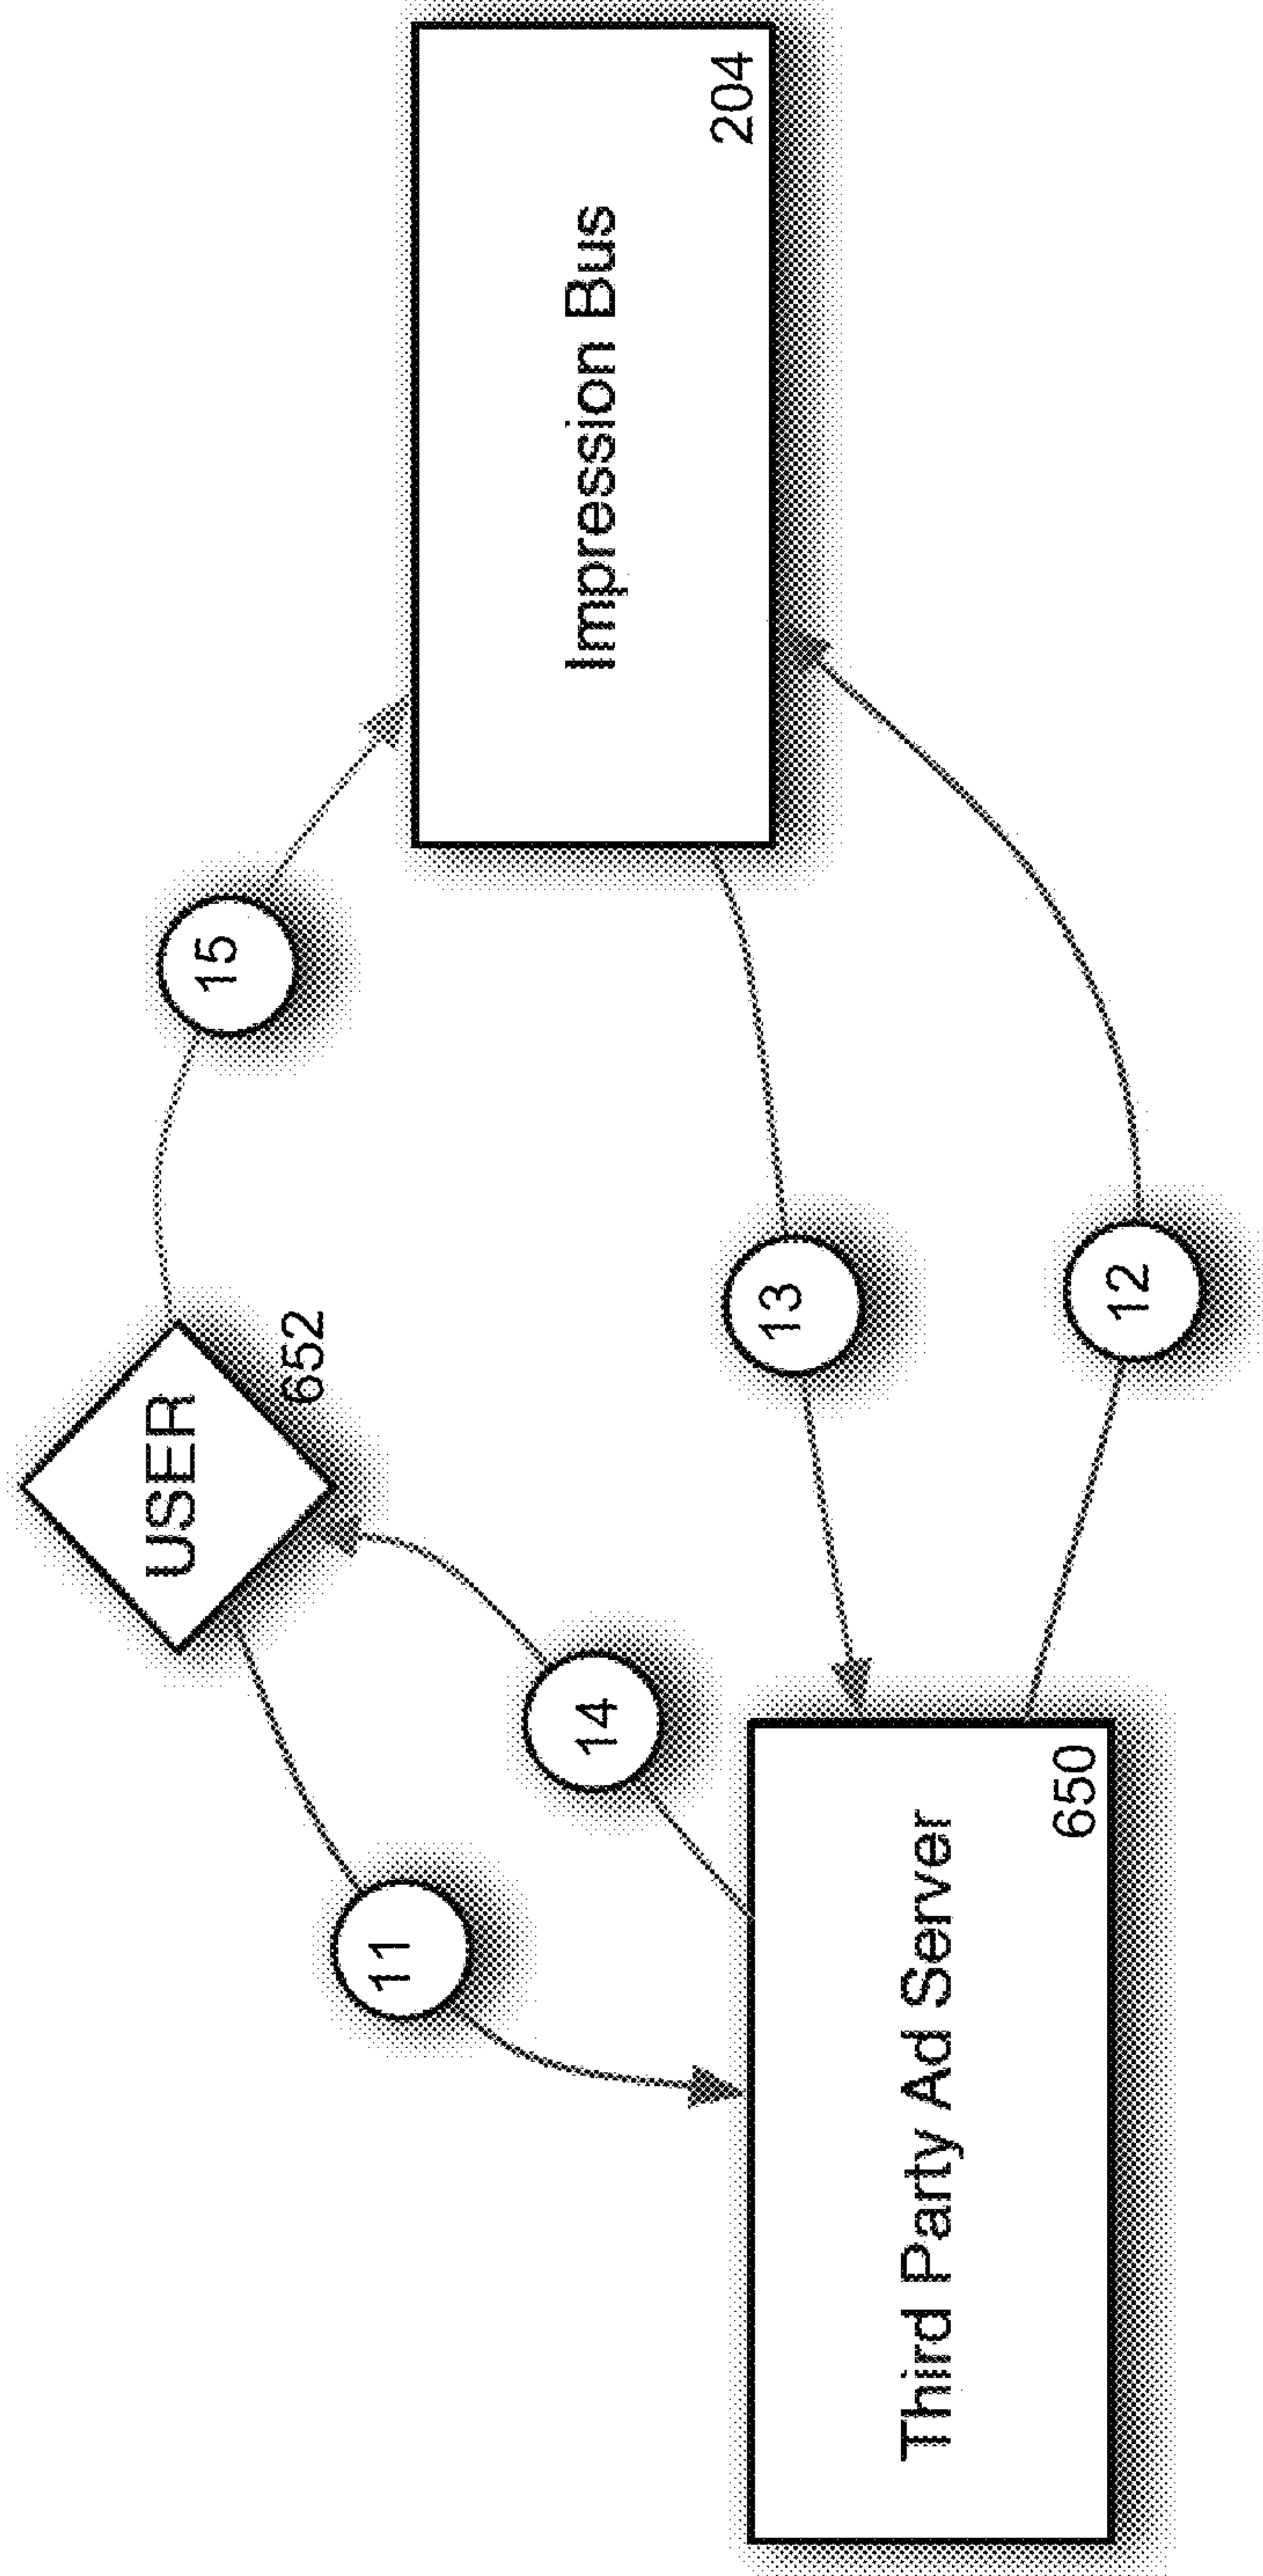 USER
652
15
11
14
13
12
Impression Bus
204
Third Party Ad Server
650